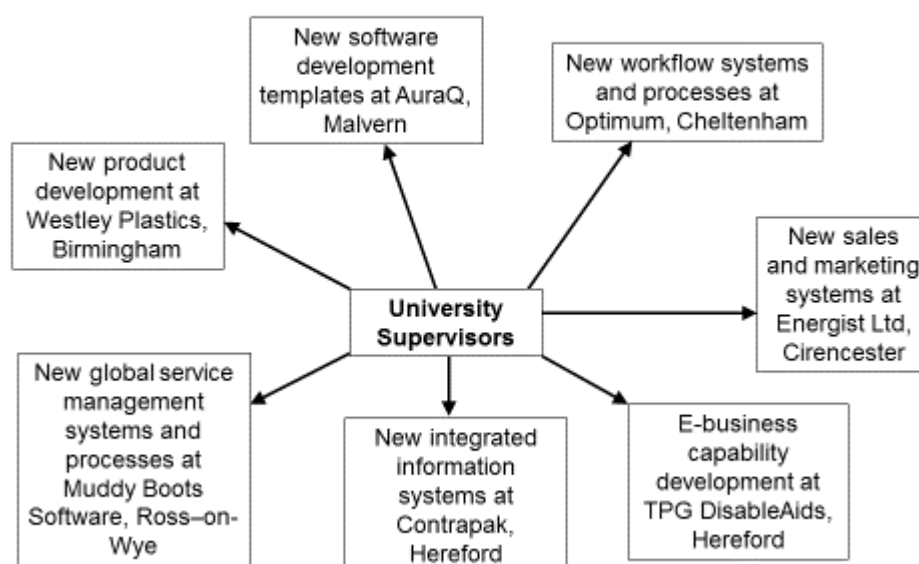 New software
development
templates at AuraQ,
Malvern
New workflow systems
and processes at
Optimum, Cheltenham
New product
development at
Westley Plastics,
Birmingham
New sales
and marketing
systems at
Energist Ltd,
Cirencester
University
Supervisors
New global service
management
systems and
processes at
Muddy Boots
Software, Ross–on-
Wye
New integrated
information
systems at
Contrapak,
Hereford
E-business
capability
development at
TPG DisableAids,
Hereford